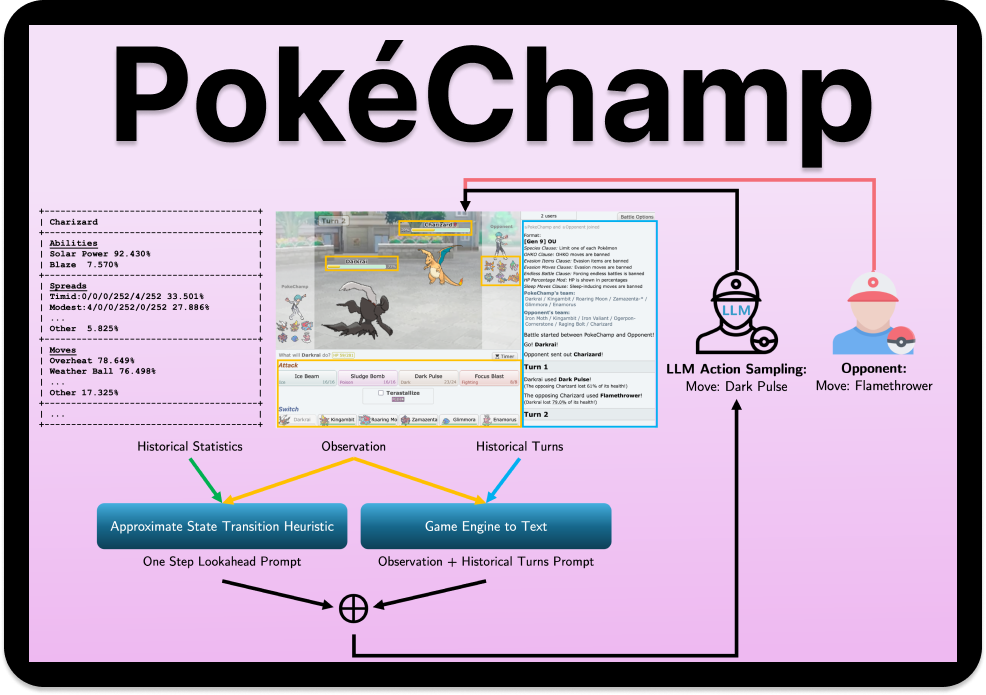 PokéChamp
Charizard
Abilities
Solar Power 92.430%
Blaze 7.570%
Spreads
Timid:0/0/0/252/4/252 33.501%
Modest:4/0/0/252/0/252 27.886%
...
Other 5.825%
Moves
Overheat 78.649%
Weather Ball 76.498%
...
Other 17.325%
...
Turn 2
Charizard
Darkrai
Opponent
PokéChamp
What will Darkrai do?
Timer
Attack
Ice Beam
Sludge Bomb
Dark Pulse
Focus Blast
Ice
Poison
Dark
Fighting
Terastallize
Switch
Darkrai
Kingambit
Roaring Mo
Zamazenta
Glimmora
Enamorus
2 users
Battle Options
Format:
[Gen 9] OU
Species Clause: Limit one of each Pokémon
OHKO Clause: OHKO moves are banned
Evasion Items Clause: Evasion items are banned
Evasion Moves Clause: Evasion moves are banned
Endless Battle Clause: Forcing endless battles is banned
HP Percentage Mod: HP is shown in percentages
Sleep Moves Clause: Sleep-inducing moves are banned
PokéChamp's team:
Darkrai / Kingambit / Roaring Moon / Zamazenta-* /
Glimmora / Enamorus
Opponent's team:
Iron Moth / Kingambit / Iron Valiant / Ogerpon-
Cornerstone / Raging Bolt / Charizard
Battle started between PokeChamp and Opponent!
Go! Darkrai!
Opponent sent out Charizard!
Turn 1
Darkrai used Dark Pulse!
(The opposing Charizard lost 61% of its health!)
The opposing Charizard used Flamethrower!
(Darkrai lost 79.0% of its health!)
Turn 2
LLM
LLM Action Sampling:
Move: Dark Pulse
Opponent:
Move: Flamethrower
Historical Statistics
Observation
Historical Turns
Approximate State Transition Heuristic
Game Engine to Text
One Step Lookahead Prompt
Observation + Historical Turns Prompt